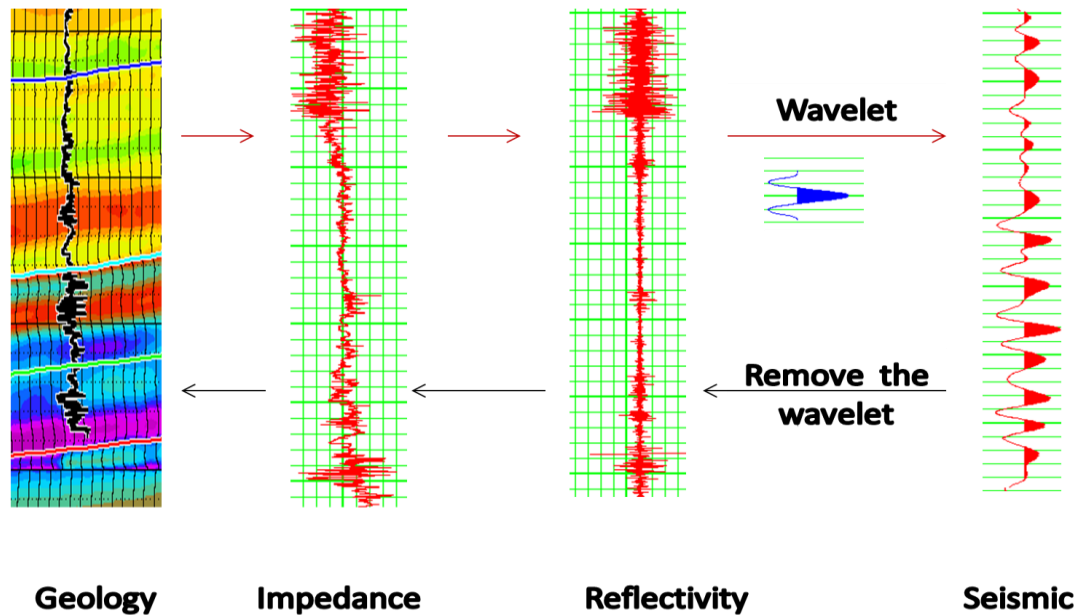 Wavelet
Remove the
wavelet
Geology
Impedance
Reflectivity
Seismic